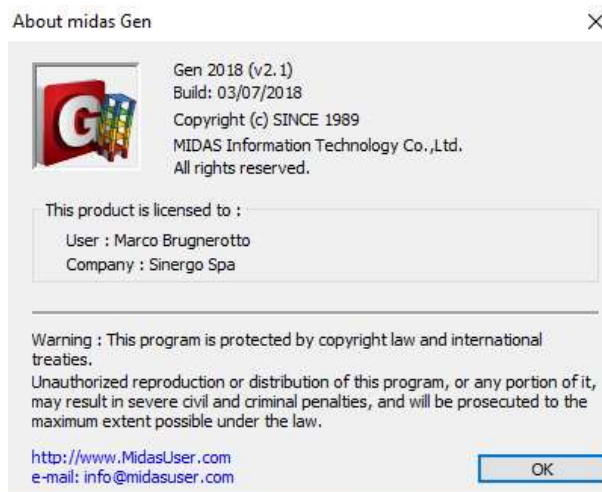 About midas Gen
Gen 2018 (v2.1)
Build: 03/07/2018
Copyright (c) SINCE 1989
MIDAS Information Technology Co.,Ltd.
All rights reserved.
G
This product is licensed to :
User : Marco Brugnerotto
Company : Sinergo Spa
Warning : This program is protected by copyright law and international
treaties.
Unauthorized reproduction or distribution of this program, or any portion of it,
may result in severe civil and criminal penalties, and will be prosecuted to the
maximum extent possible under the law.
http://www.MidasUser.com
e-mail: info@midasuser.com
OK